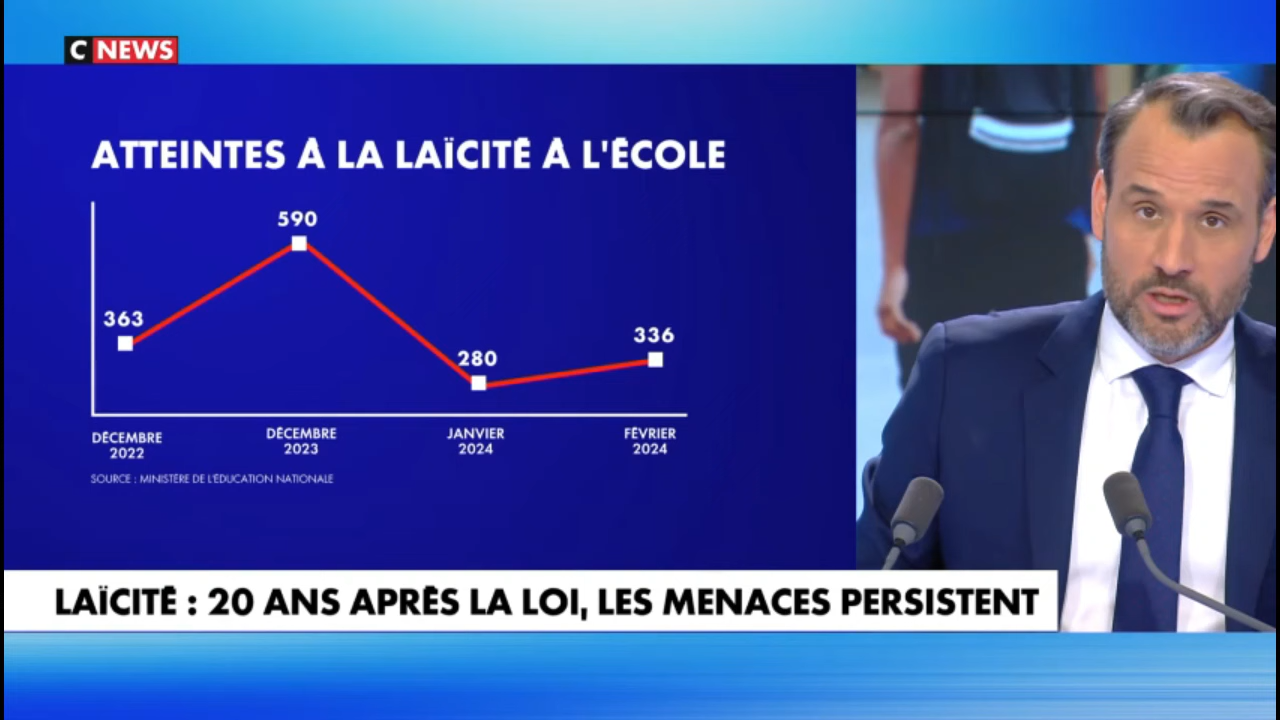 C NEWS
ATTEINTES À LA LAÏCITÉ À L'ÉCOLE
590
363
280
336
DÉCEMBRE
2022
DÉCEMBRE
2023
JANVIER
2024
FÉVRIER
2024
SOURCE : MINISTÈRE DE L'ÉDUCATION NATIONALE
LAÏCITÉ : 20 ANS APRÈS LA LOI, LES MENACES PERSISTENT